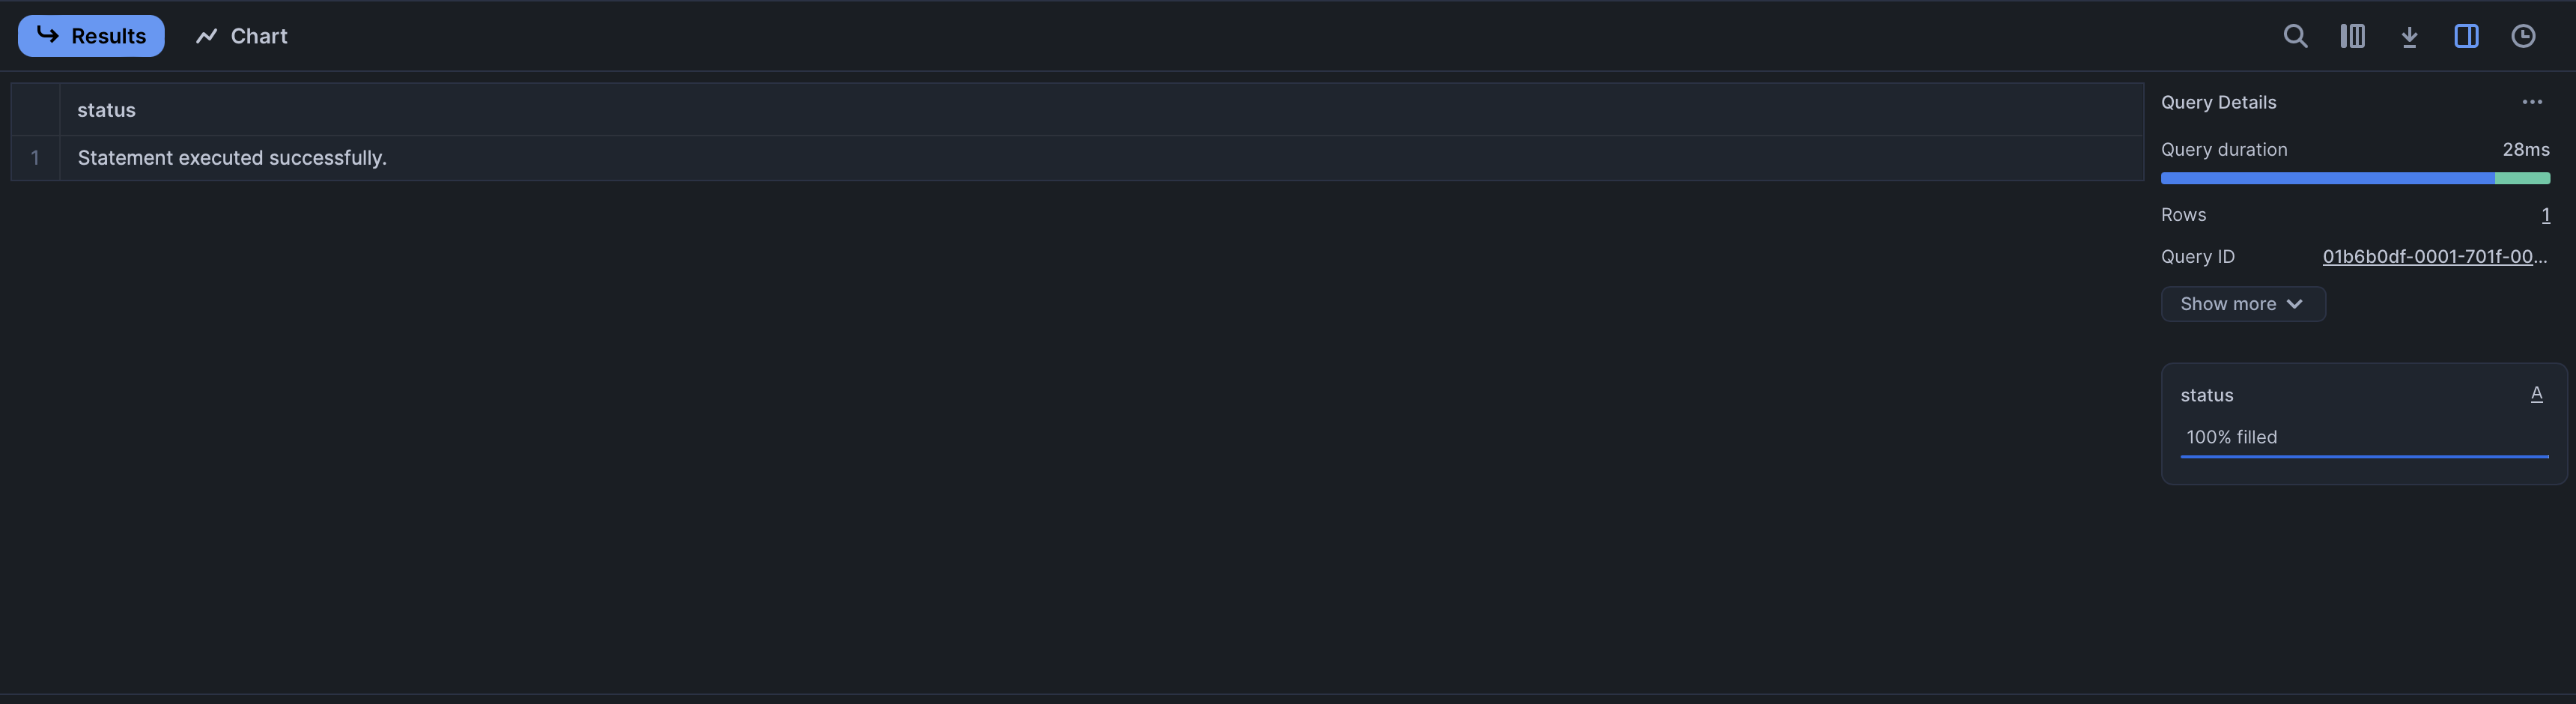 Results
Chart
status
1
Statement executed successfully.
Query Details
Query duration 28ms
Rows 1
Query ID 01b6b0df-0001-701f-00...
Show more
status A
100% filled